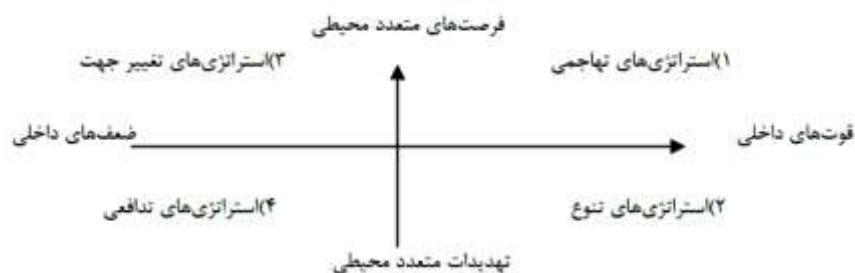 فرصت‌های متعدد محیطی
۱)استراتژی‌های تهاجمی
۳)استراتژی‌های تغییر جهت
قوت‌های داخلی
ضعف‌های داخلی
۲)استراتژی‌های تنوع
۴)استراتژی‌های تدافعی
تهدیدات متعدد محیطی